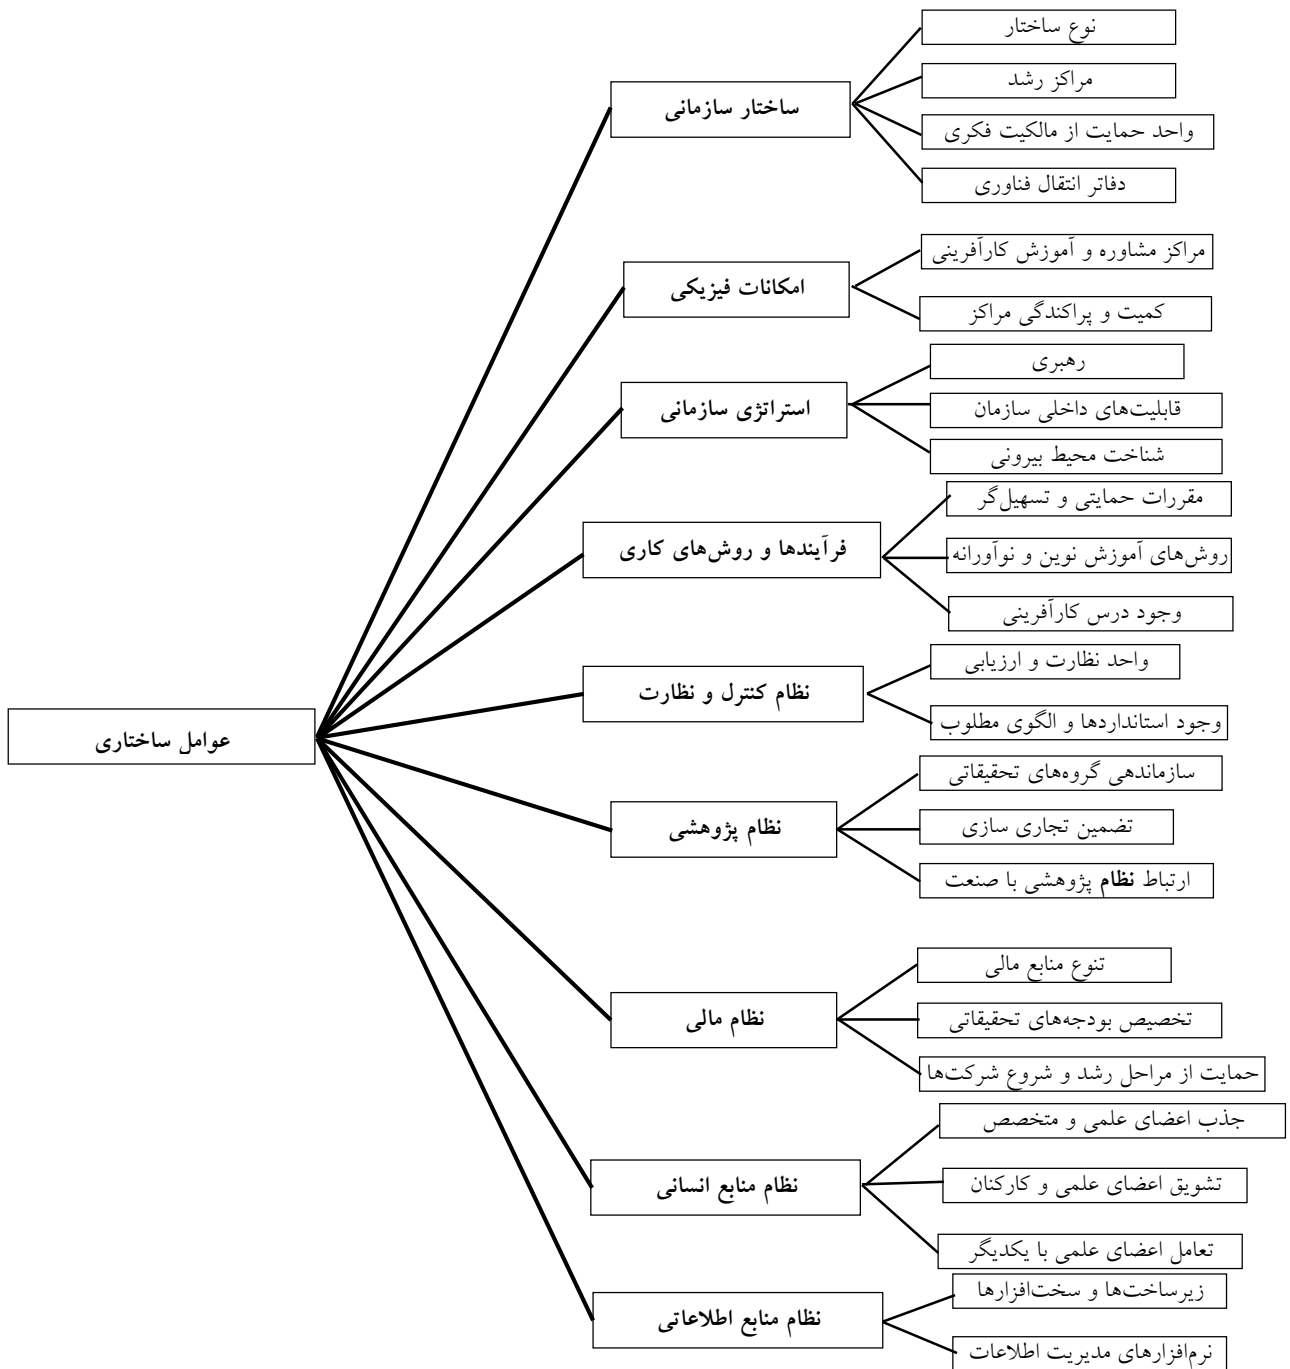 عوامل ساختاری
ساختار سازمانی
نوع ساختار
مراکز رشد
واحد حمایت از مالکیت فکری
دفاتر انتقال فناوری
امکانات فیزیکی
مراکز مشاوره و آموزش کارآفرینی
کمیت و پراکندگی مراکز
استراتژی سازمانی
رهبری
قابلیت‌های داخلی سازمان
شناخت محیط بیرونی
فرآیندها و روش‌های کاری
مقررات حمایتی و تسهیل‌گر
روش‌های آموزش نوین و نوآورانه
وجود درس کارآفرینی
نظام کنترل و نظارت
واحد نظارت و ارزیابی
وجود استانداردها و الگوی مطلوب
نظام پژوهشی
سازماندهی گروه‌های تحقیقاتی
تضمین تجاری سازی
ارتباط نظام پژوهشی با صنعت
نظام مالی
تنوع منابع مالی
تخصیص بودجه‌های تحقیقاتی
حمایت از مراحل رشد و شروع شرکت‌ها
نظام منابع انسانی
جذب اعضای علمی و متخصص
تشویق اعضای علمی و کارکنان
تعامل اعضای علمی با یکدیگر
نظام منابع اطلاعاتی
زیرساخت‌ها و سخت‌افزارها
نرم‌افزارهای مدیریت اطلاعات